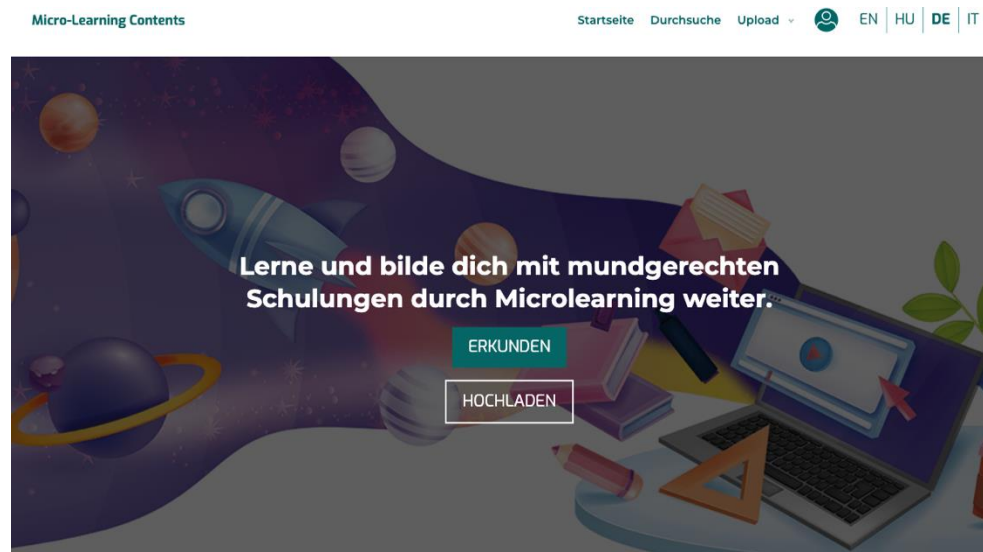 Micro-Learning Contents
Startseite Durchsuche Upload
EN HU DE IT
Lerne und bilde dich mit mundgerechten
Schulungen durch Microlearning weiter.
ERKUNDEN
HOCHLADEN